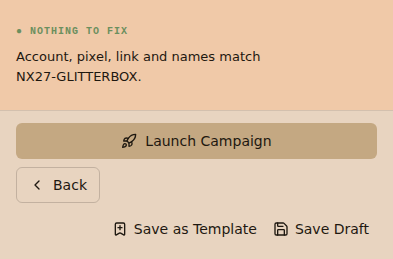 NOTHING TO FIX
Account, pixel, link and names match
NX27-GLITTERBOX.
Launch Campaign
Back
Save as Template
Save Draft